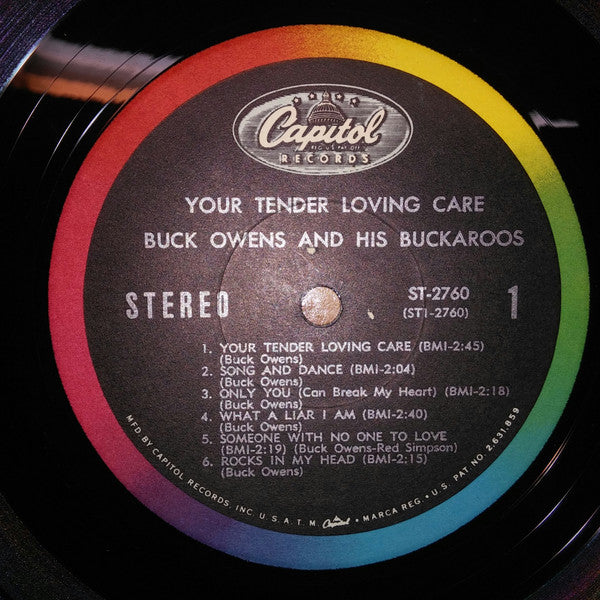 Capitol
REG. U.S. PAT. OFF.
RECORDS
YOUR TENDER LOVING CARE
BUCK OWENS AND HIS BUCKAROOS
STEREO
ST-2760
(ST1-2760)
1
1. YOUR TENDER LOVING CARE (BMI-2:45)
(Buck Owens)
2. SONG AND DANCE (BMI-2:04)
(Buck Owens)
3. ONLY YOU (Can Break My Heart) (BMI-2:18)
(Buck Owens)
4. WHAT A LIAR I AM (BMI-2:40)
(Buck Owens)
5. SOMEONE WITH NO ONE TO LOVE
(BMI-2:19) (Buck Owens-Red Simpson)
6. ROCKS IN MY HEAD (BMI-2:15)
(Buck Owens)
MFD. BY CAPITOL RECORDS, INC. U.S.A. T.M. Capitol • MARCA REG. • U.S. PAT. NO. 2,631,859